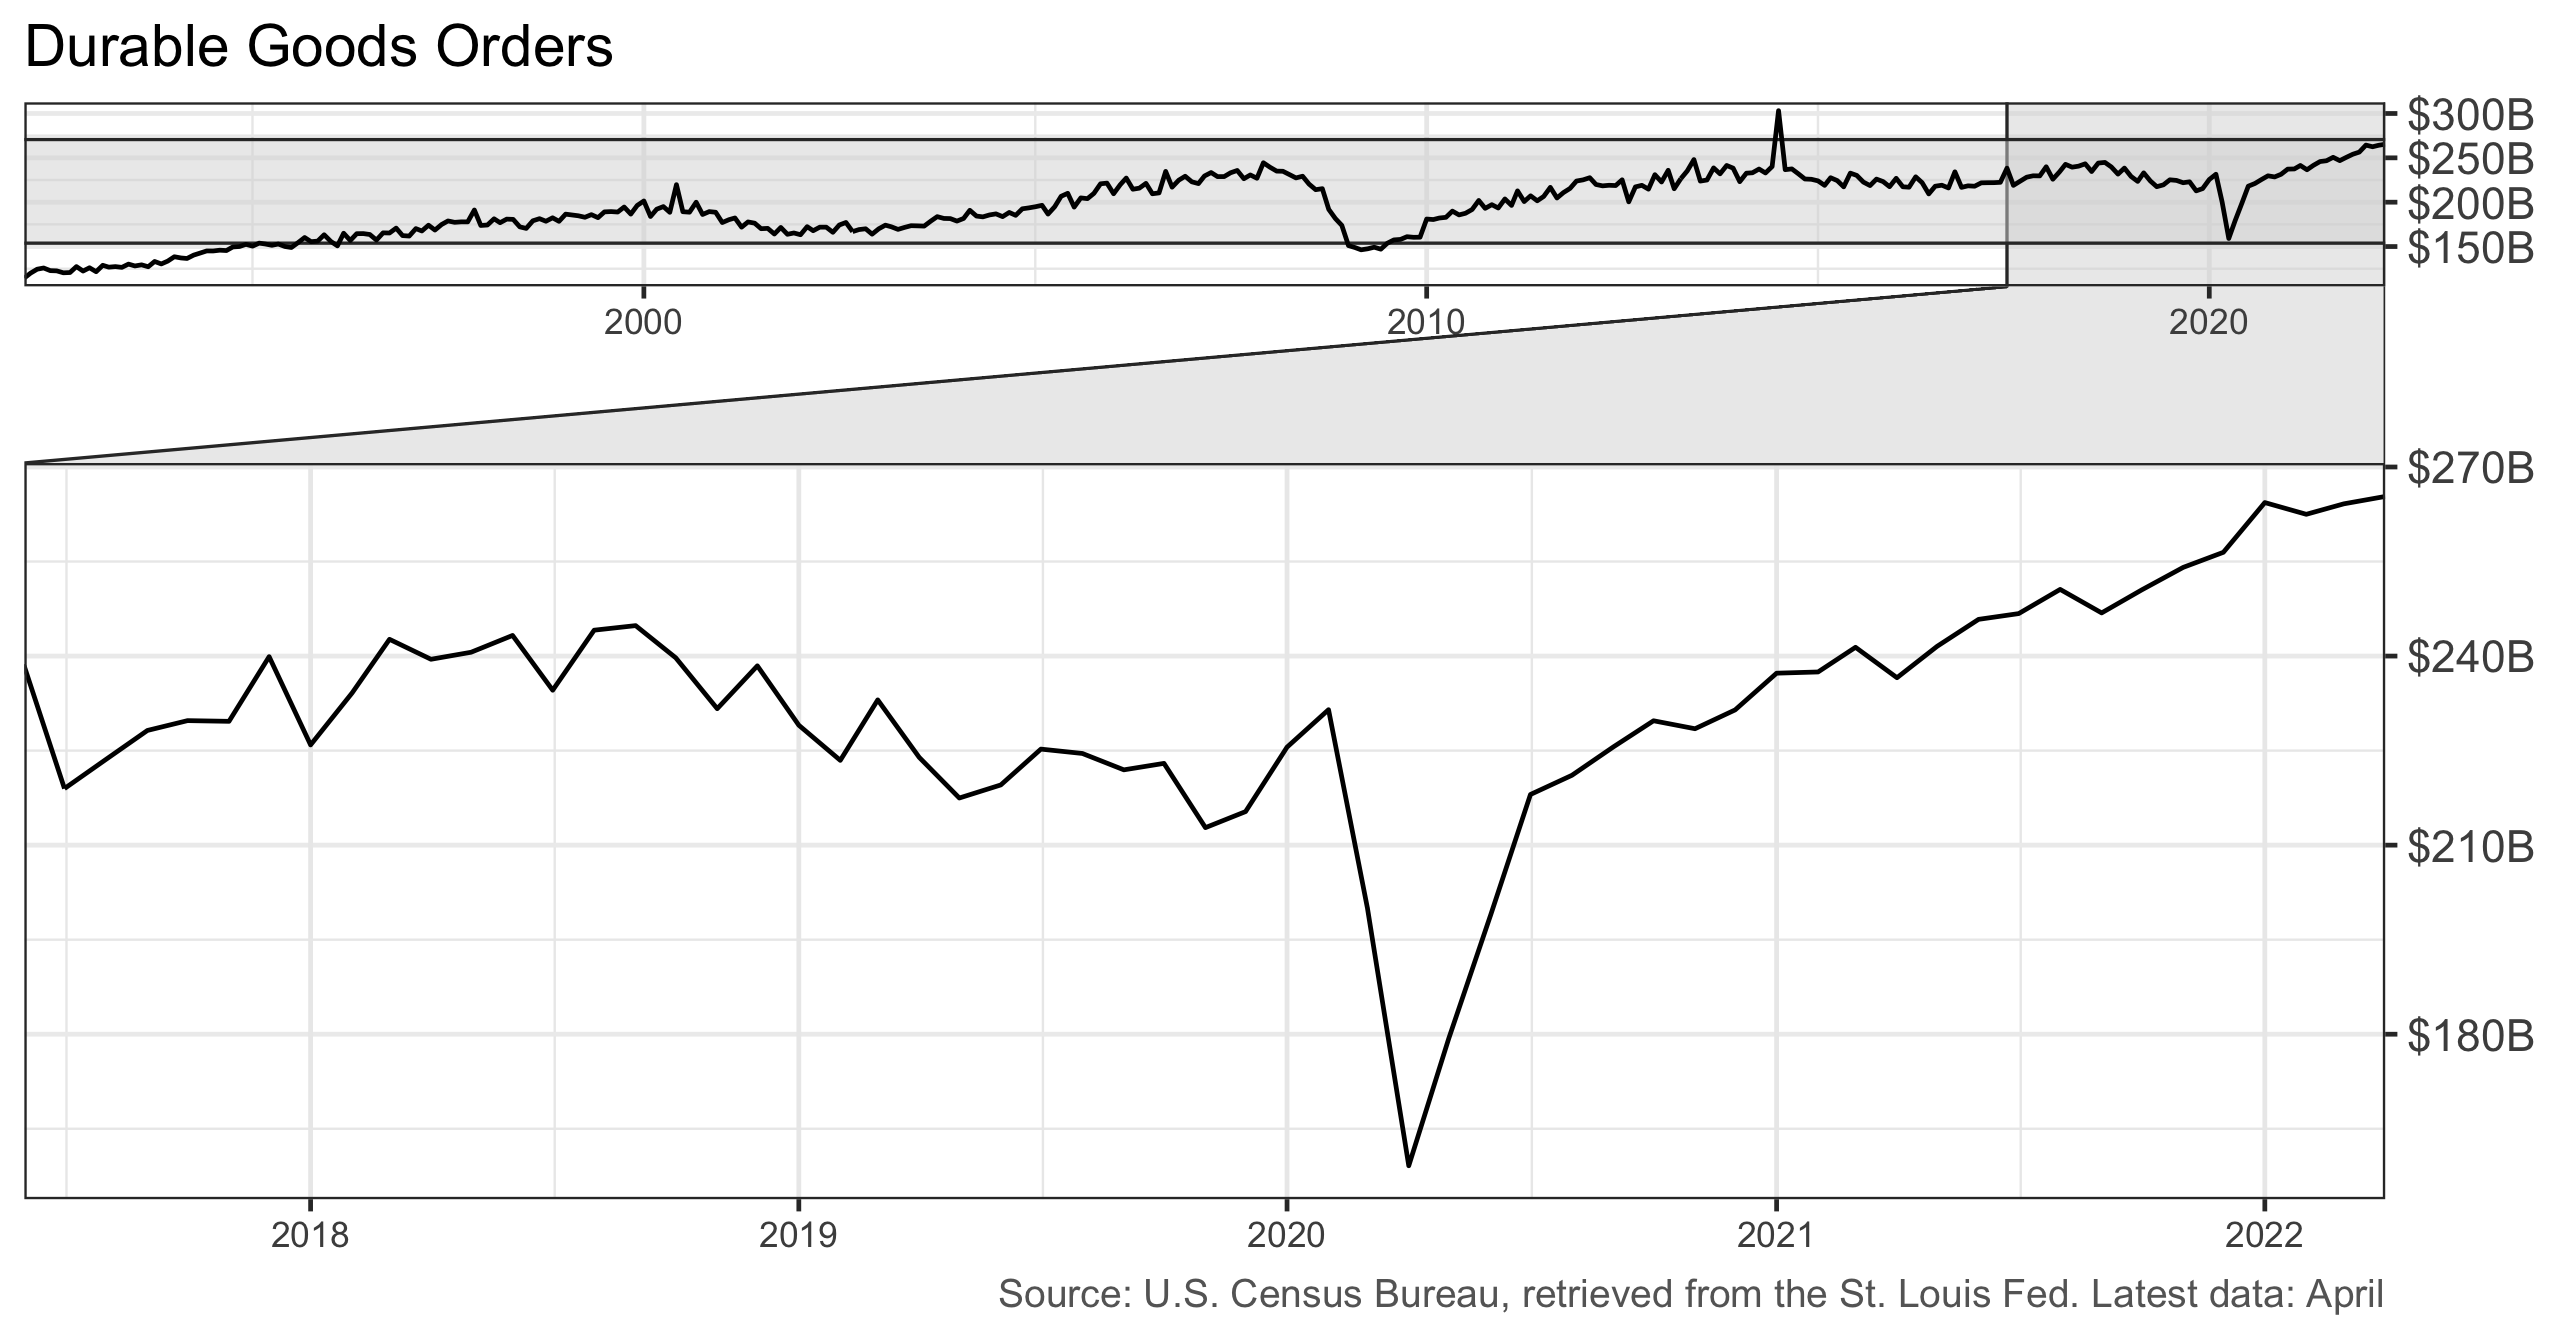 Durable Goods Orders
$300B
$250B
$200B
$150B
2000 2010 2020
$270B
$240B
$210B
$180B
2018 2019 2020 2021 2022
Source: U.S. Census Bureau, retrieved from the St. Louis Fed. Latest data: April